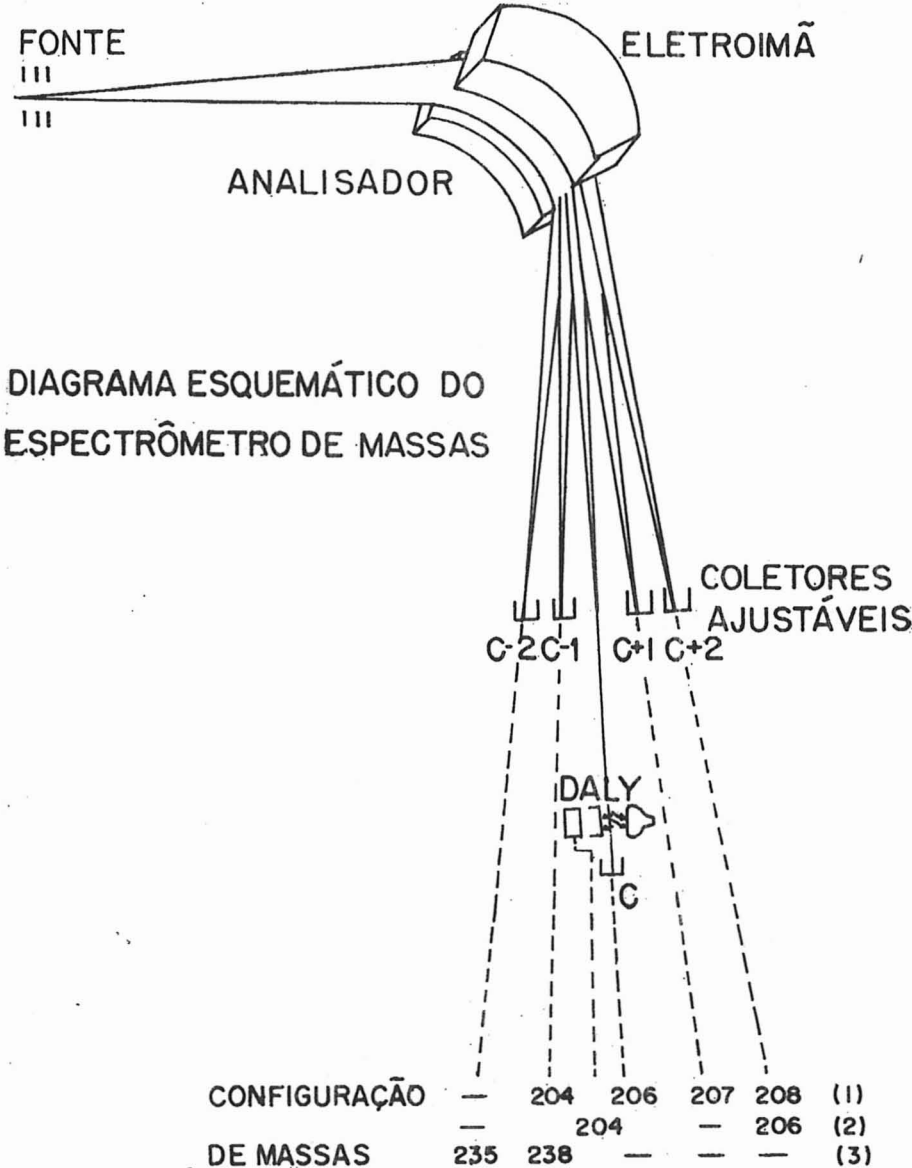 FONTE
ELETROIMÃ
ANALISADOR
DIAGRAMA ESQUEMÁTICO DO
ESPECTRÔMETRO DE MASSAS
COLETORES
AJUSTÁVEIS
C-2 C-1 C+1 C+2
DALY
C
CONFIGURAÇÃO — 204 206 207 208 (1)
— 204 — 206 (2)
DE MASSAS 235 238 — — — (3)